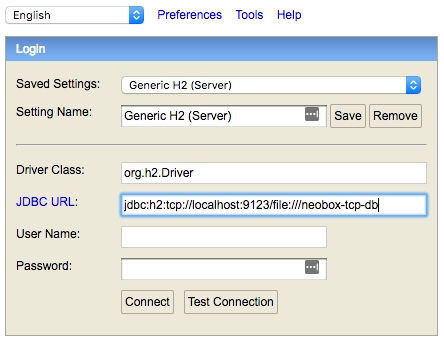 English Preferences Tools Help
Login
Saved Settings: Generic H2 (Server)
Setting Name: Generic H2 (Server) Save Remove
Driver Class: org.h2.Driver
JDBC URL: jdbc:h2:tcp://localhost:9123/file:///neobox-tcp-db
User Name:
Password:
Connect Test Connection